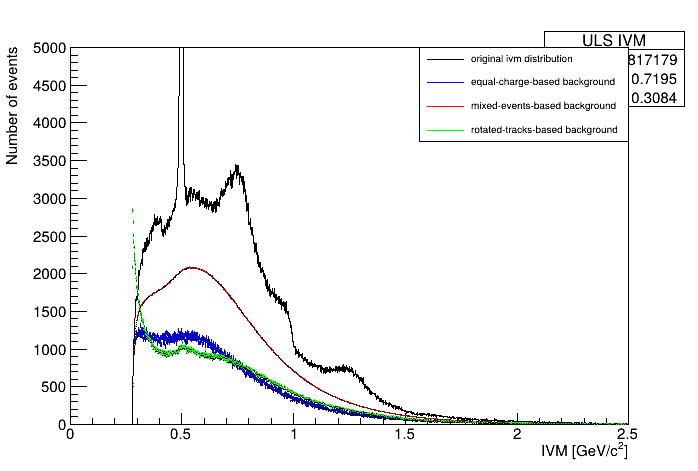 ULS IVM
817179
0.7195
0.3084
original ivm distribution
equal-charge-based background
mixed-events-based background
rotated-tracks-based background
Number of events
5000
4500
4000
3500
3000
2500
2000
1500
1000
500
0
0 0.5 1 1.5 2 2.5
IVM [GeV/c²]